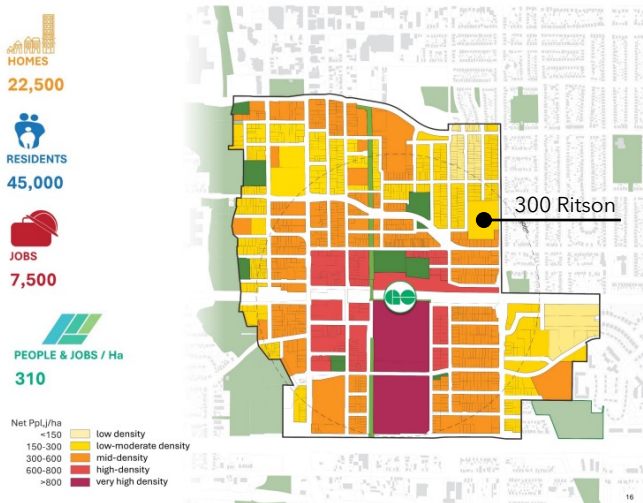 HOMES
22,500
RESIDENTS
45,000
JOBS
7,500
PEOPLE & JOBS / Ha
310
300 Ritson
GO
Net Ppl,j/ha
<150 low density
150-300 low-moderate density
300-600 mid-density
600-800 high-density
>800 very high density
16